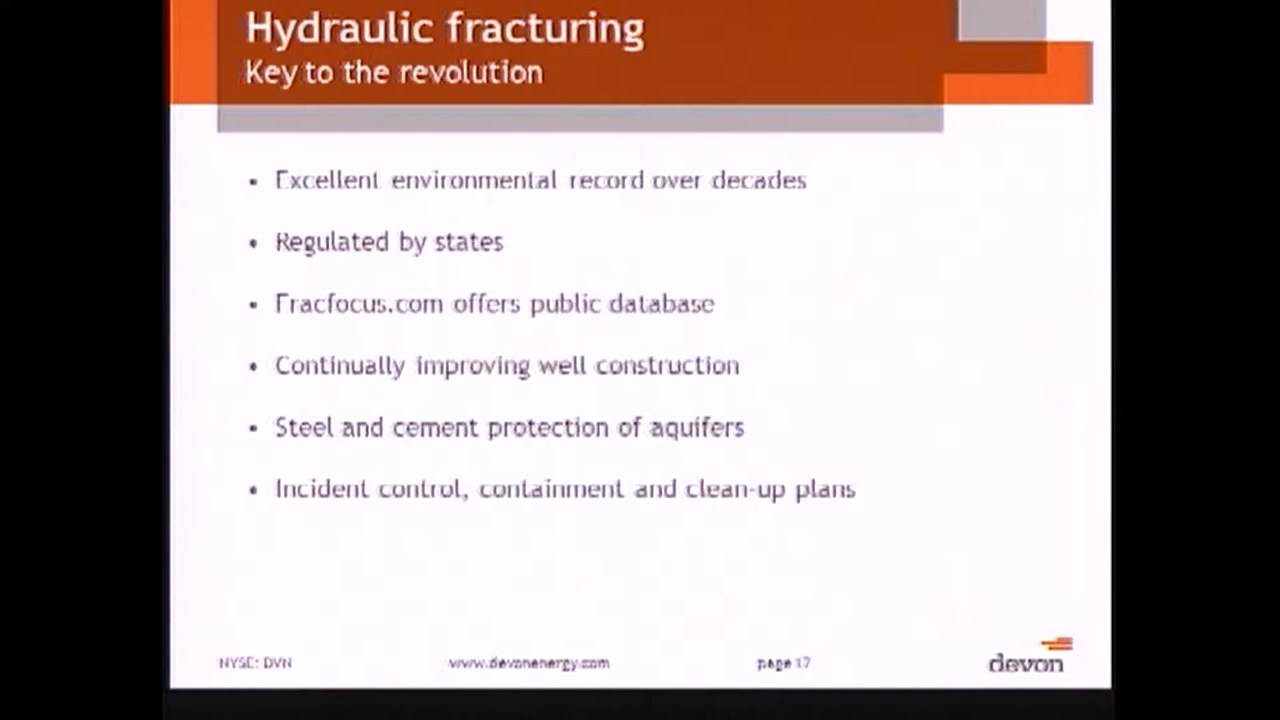 Hydraulic fracturing
Key to the revolution
• Excellent environmental record over decades
• Regulated by states
• Fracfocus.com offers public database
• Continually improving well construction
• Steel and cement protection of aquifers
• Incident control, containment and clean-up plans
NYSE: DVN www.devonenergy.com page 17 devon